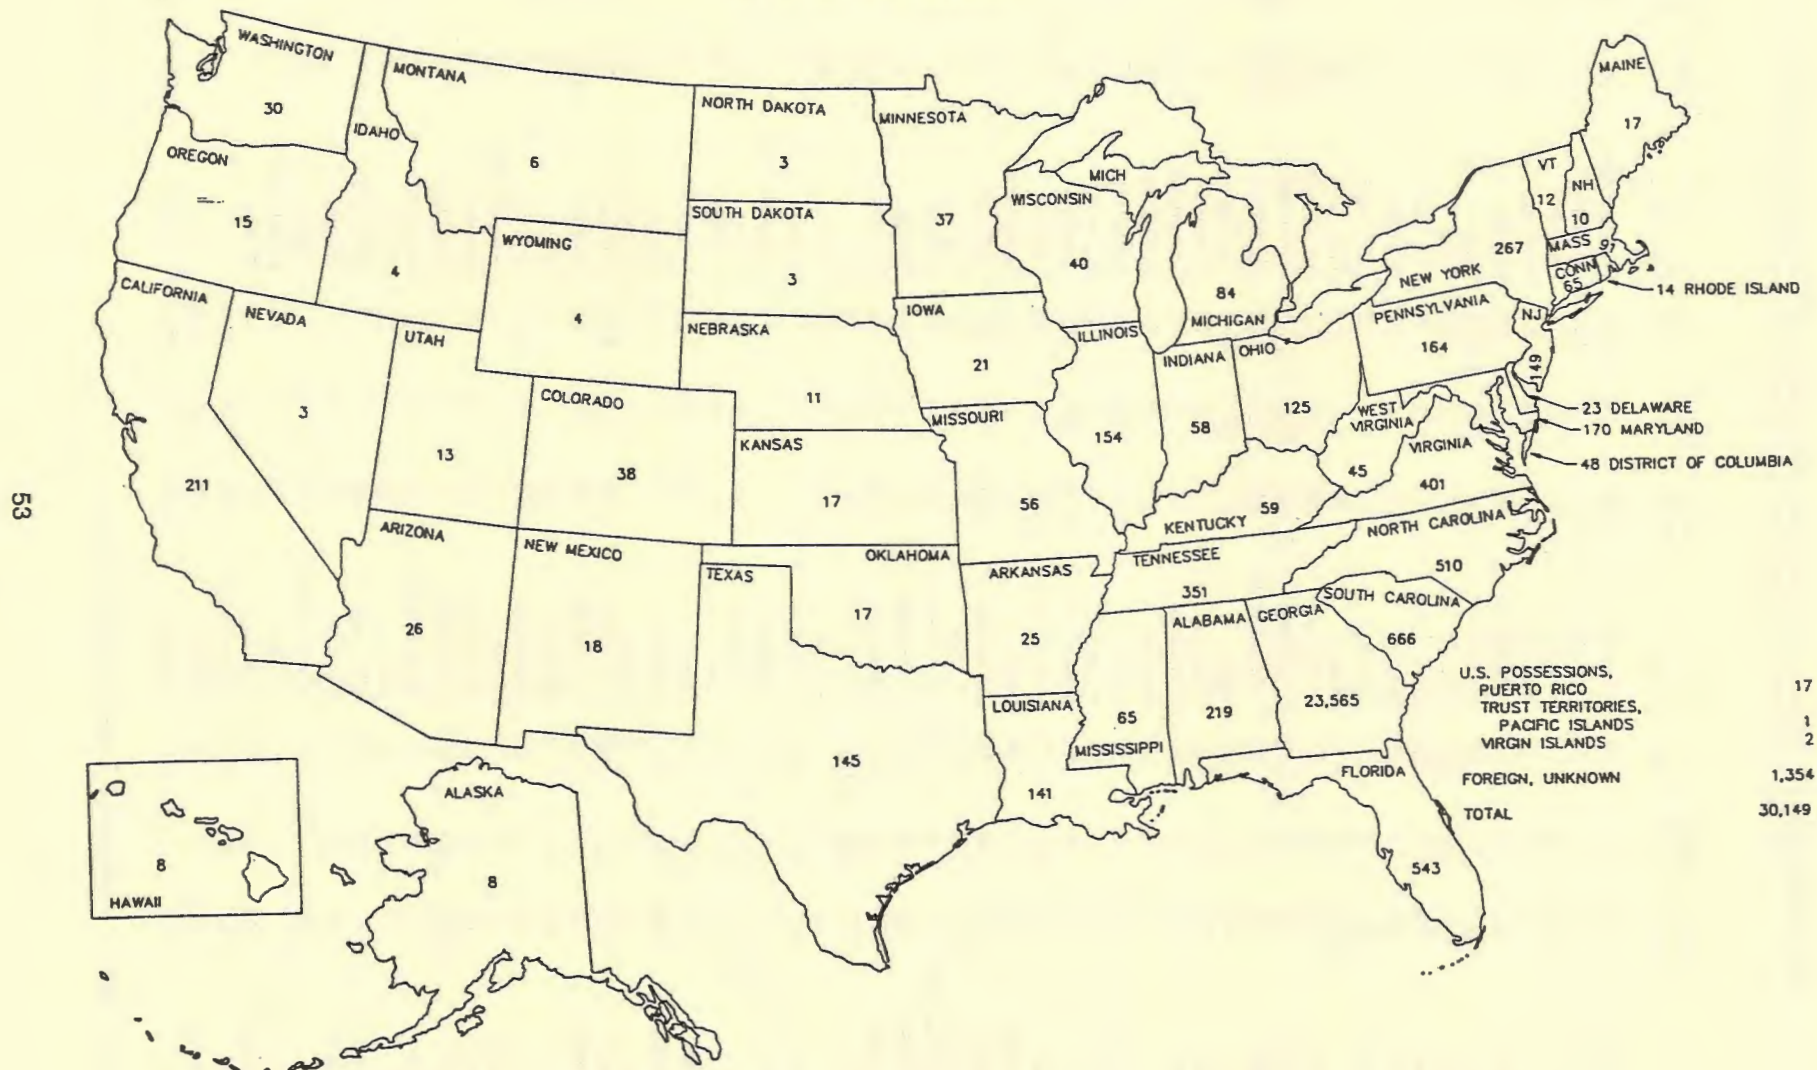 WASHINGTON
30
MONTANA
6
IDAHO
4
OREGON
15
NORTH DAKOTA
3
MINNESOTA
37
MAINE
17
VT
12
NH
10
MICH
WISCONSIN
40
SOUTH DAKOTA
3
WYOMING
4
CALIFORNIA
211
NEVADA
3
UTAH
13
NEBRASKA
11
IOWA
21
ILLINOIS
154
84
MICHIGAN
267
NEW YORK
MASS
CONN
65
14 RHODE ISLAND
PENNSYLVANIA
164
NJ
149
INDIANA
58
OHIO
125
COLORADO
38
KANSAS
17
MISSOURI
56
WEST
VIRGINIA
45
VIRGINIA
401
23 DELAWARE
170 MARYLAND
48 DISTRICT OF COLUMBIA
59
KENTUCKY
NORTH CAROLINA
510
TENNESSEE
351
ARIZONA
26
NEW MEXICO
18
TEXAS
145
OKLAHOMA
17
ARKANSAS
25
SOUTH CAROLINA
666
ALABAMA
219
GEORGIA
23,565
LOUISIANA
141
65
MISSISSIPPI
FLORIDA
543
ALASKA
8
8
HAWAII
U.S. POSSESSIONS,
PUERTO RICO 17
TRUST TERRITORIES,
PACIFIC ISLANDS 1
VIRGIN ISLANDS 2
FOREIGN, UNKNOWN 1,354
TOTAL 30,149
53